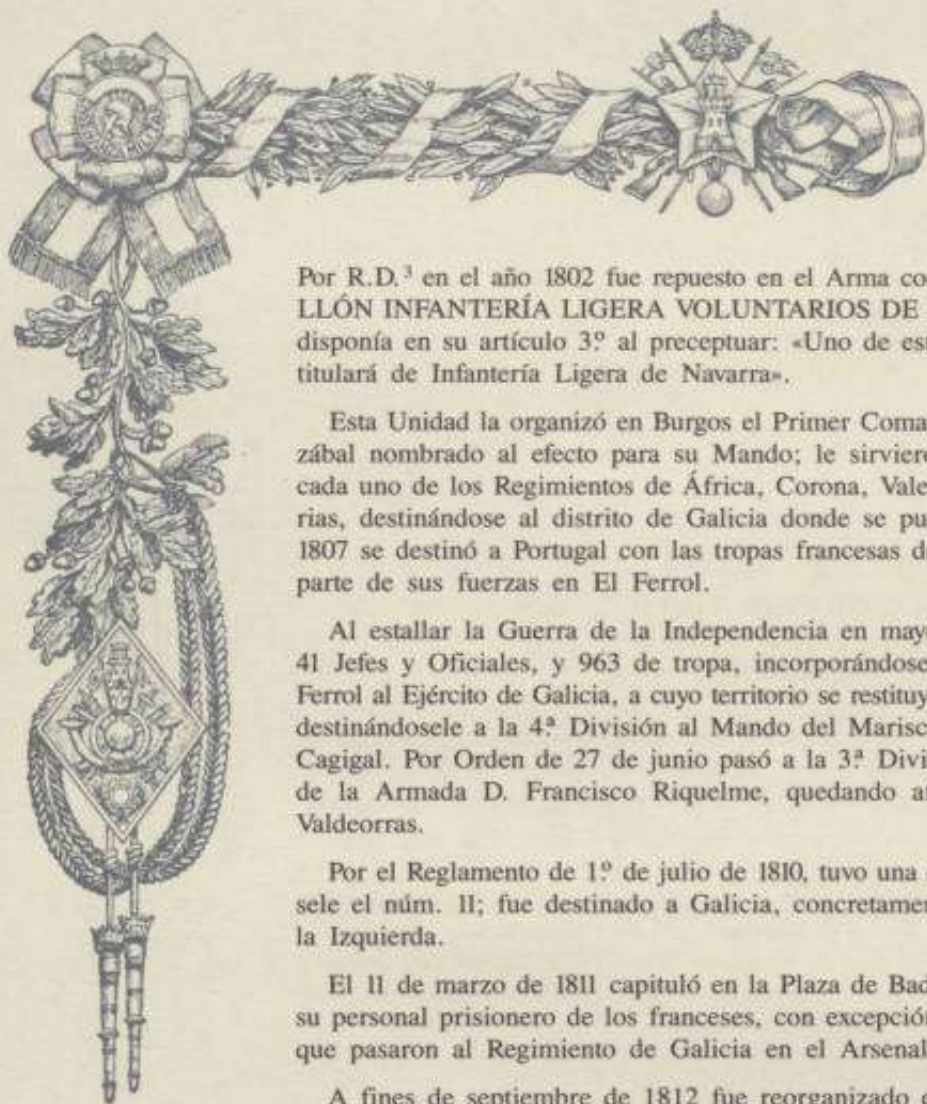 Por R.D.³ en el año 1802 fue repuesto en el Arma co
LLÓN INFANTERÍA LIGERA VOLUNTARIOS DE
disponía en su artículo 3º al preceptuar: «Uno de es
titulará de Infantería Ligera de Navarra».
Esta Unidad la organizó en Burgos el Primer Coma
zábal nombrado al efecto para su Mando; le sirvier
cada uno de los Regimientos de África, Corona, Vale
rias, destinándose al distrito de Galicia donde se pu
1807 se destinó a Portugal con las tropas francesas d
parte de sus fuerzas en El Ferrol.
Al estallar la Guerra de la Independencia en may
41 Jefes y Oficiales, y 963 de tropa, incorporándose
Ferrol al Ejército de Galicia, a cuyo territorio se restituy
destinándosele a la 4ª División al Mando del Marisc
Cagigal. Por Orden de 27 de junio pasó a la 3ª Divi
de la Armada D. Francisco Riquelme, quedando a
Valdeorras.
Por el Reglamento de 1º de julio de 1810, tuvo una
sele el núm. 11; fue destinado a Galicia, concretame
la Izquierda.
El 11 de marzo de 1811 capituló en la Plaza de Bad
su personal prisionero de los franceses, con excepción
que pasaron al Regimiento de Galicia en el Arsenal
A fines de septiembre de 1812 fue reorganizado